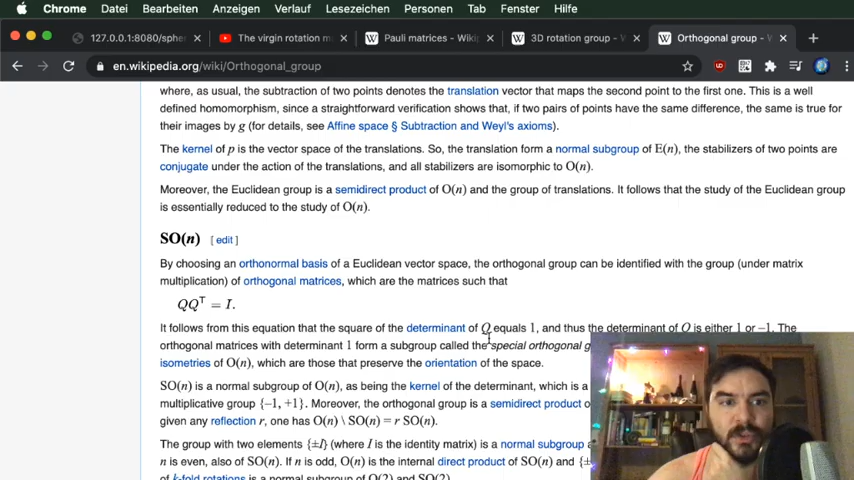 Chrome Datei Bearbeiten Anzeigen Verlauf Lesezeichen Personen Tab Fenster Hilfe
127.0.0.1:8080/sphe
The virgin rotation m
Pauli matrices - Wiki
3D rotation group - W
Orthogonal group - W
en.wikipedia.org/wiki/Orthogonal_group
where, as usual, the subtraction of two points denotes the translation vector that maps the second point to the first one. This is a well
defined homomorphism, since a straightforward verification shows that, if two pairs of points have the same difference, the same is true for
their images by g (for details, see Affine space § Subtraction and Weyl's axioms).
The kernel of p is the vector space of the translations. So, the translation form a normal subgroup of E(n), the stabilizers of two points are
conjugate under the action of the translations, and all stabilizers are isomorphic to O(n).
Moreover, the Euclidean group is a semidirect product of O(n) and the group of translations. It follows that the study of the Euclidean group
is essentially reduced to the study of O(n).
SO(n) [ edit ]
By choosing an orthonormal basis of a Euclidean vector space, the orthogonal group can be identified with the group (under matrix
multiplication) of orthogonal matrices, which are the matrices such that
QQᵀ = I.
It follows from this equation that the square of the determinant of Q equals 1, and thus the determinant of Q is either 1 or −1. The
orthogonal matrices with determinant 1 form a subgroup called the special orthogonal g
isometries of O(n), which are those that preserve the orientation of the space.
SO(n) is a normal subgroup of O(n), as being the kernel of the determinant, which is a
multiplicative group {−1, +1}. Moreover, the orthogonal group is a semidirect product o
given any reflection r, one has O(n) \ SO(n) = r SO(n).
The group with two elements {±I} (where I is the identity matrix) is a normal subgroup a
n is even, also of SO(n). If n is odd, O(n) is the internal direct product of SO(n) and {±
of k-fold rotations is a normal subgroup of O(2) and SO(2)